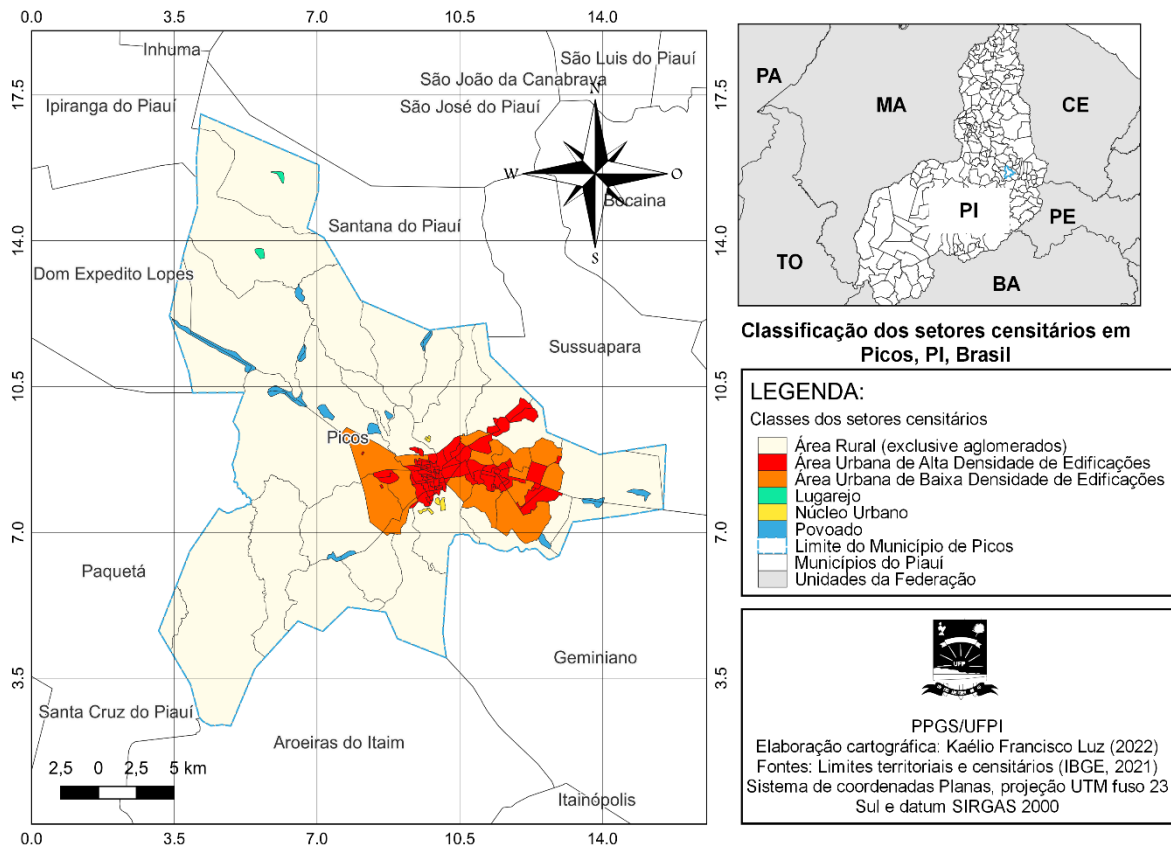 0.0 3.5 7.0 10.5 14.0
17.5
14.0
10.5
7.0
3.5
0.0
Inhuma
São Luis do Piauí
São João da Canabrava
Ipiranga do Piauí
São José do Piauí
N
W
O
S
Bocaina
Santana do Piauí
Dom Expedito Lopes
Sussuapara
Picos
Paquetá
Geminiano
Santa Cruz do Piauí
Aroeiras do Itaim
Itainópolis
2,5 0 2,5 5 km
17.5
14.0
10.5
7.0
3.5
0.0
0.0 3.5 7.0 10.5 14.0
PA
MA
CE
PI
PE
TO
BA
Classificação dos setores censitários em
Picos, PI, Brasil
LEGENDA:
Classes dos setores censitários
Área Rural (exclusive aglomerados)
Área Urbana de Alta Densidade de Edificações
Área Urbana de Baixa Densidade de Edificações
Lugarejo
Núcleo Urbano
Povoado
Limite do Município de Picos
Municípios do Piauí
Unidades da Federação
UFP
PPGS/UFPI
Elaboração cartográfica: Kaélio Francisco Luz (2022)
Fontes: Limites territoriais e censitários (IBGE, 2021)
Sistema de coordenadas Planas, projeção UTM fuso 23
Sul e datum SIRGAS 2000